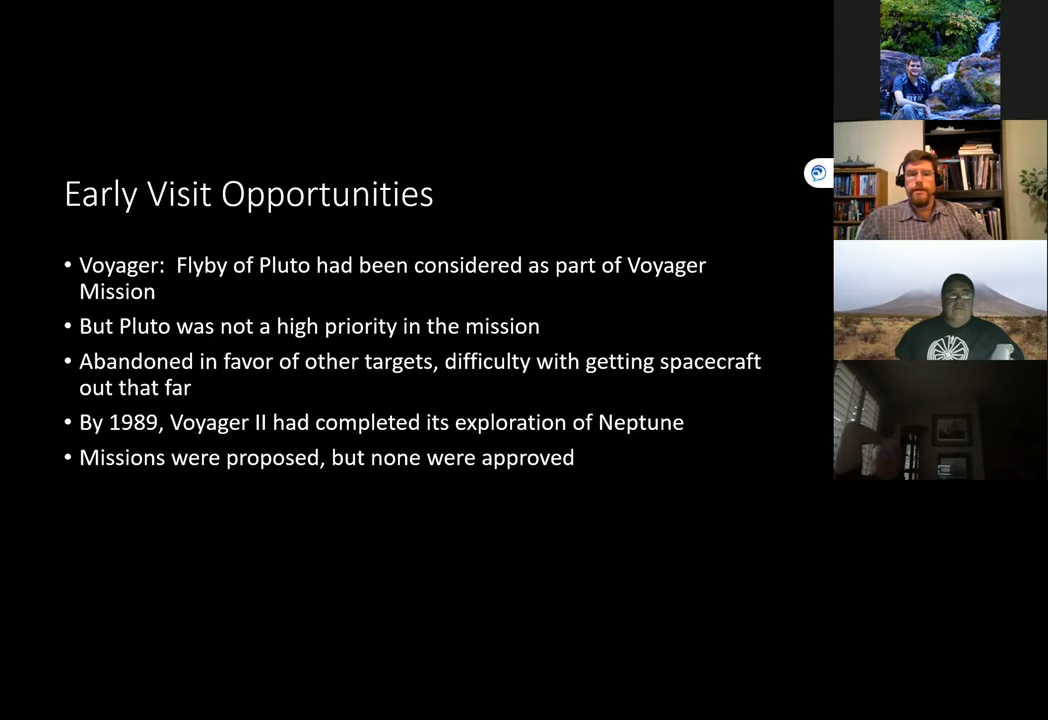 Early Visit Opportunities
• Voyager:  Flyby of Pluto had been considered as part of Voyager
Mission
• But Pluto was not a high priority in the mission
• Abandoned in favor of other targets, difficulty with getting spacecraft
out that far
• By 1989, Voyager II had completed its exploration of Neptune
• Missions were proposed, but none were approved